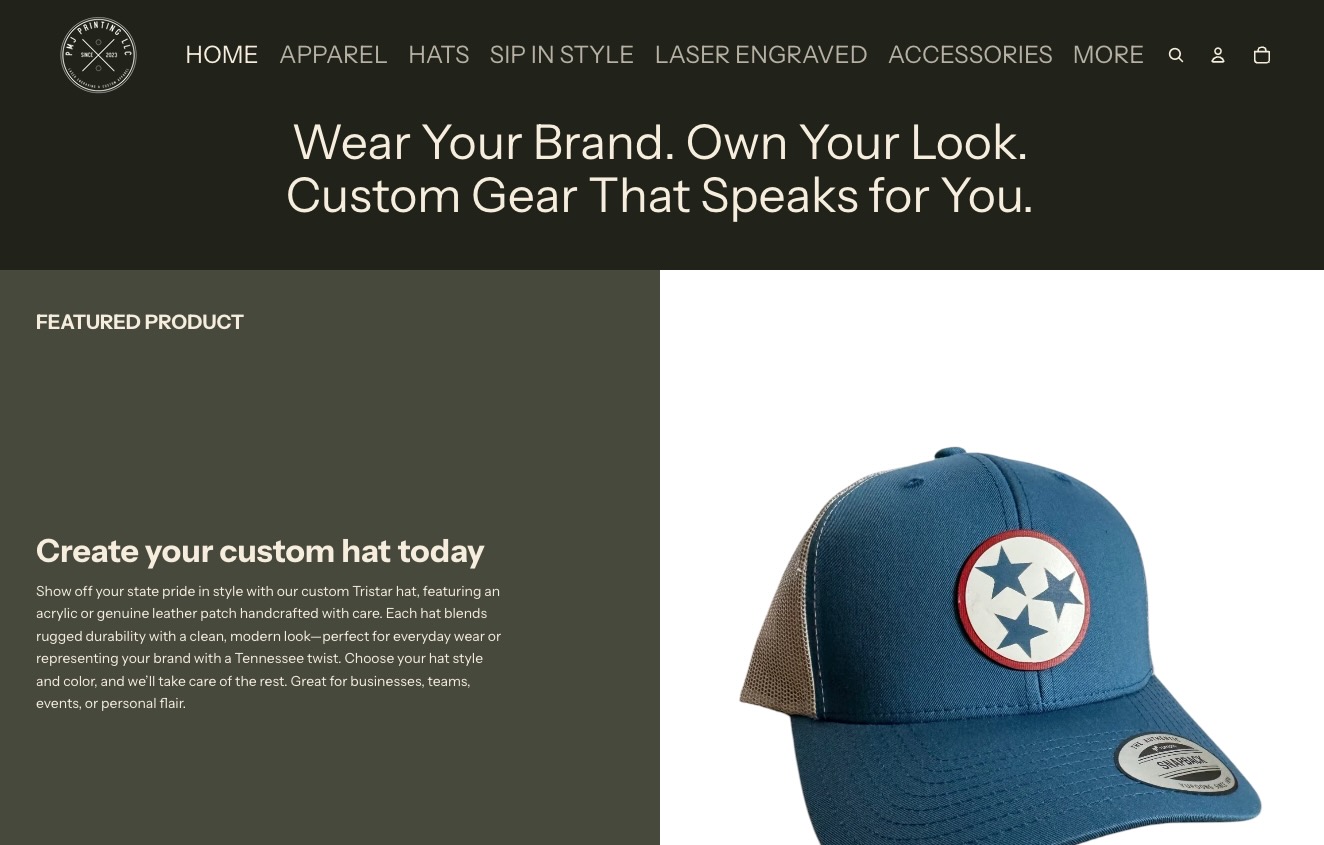 PMJ PRINTING LLC
SINCE 2023
HOME APPAREL HATS SIP IN STYLE LASER ENGRAVED ACCESSORIES MORE
Wear Your Brand. Own Your Look.
Custom Gear That Speaks for You.
FEATURED PRODUCT
Create your custom hat today
Show off your state pride in style with our custom Tristar hat, featuring an
acrylic or genuine leather patch handcrafted with care. Each hat blends
rugged durability with a clean, modern look—perfect for everyday wear or
representing your brand with a Tennessee twist. Choose your hat style
and color, and we'll take care of the rest. Great for businesses, teams,
events, or personal flair.
THE AUTHENTIC
SNAPBACK